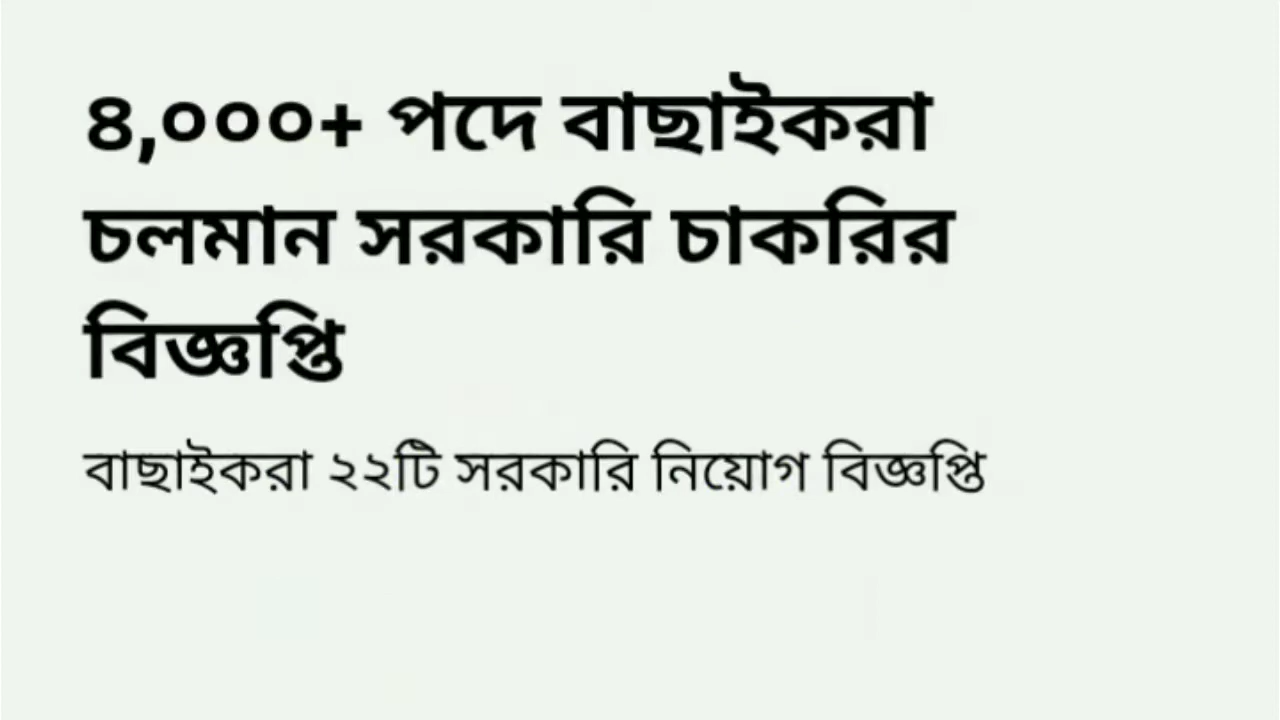 ৪,০০০+ পদে বাছাইকরা
চলমান সরকারি চাকরির
বিজ্ঞপ্তি
বাছাইকরা ২২টি সরকারি নিয়োগ বিজ্ঞপ্তি